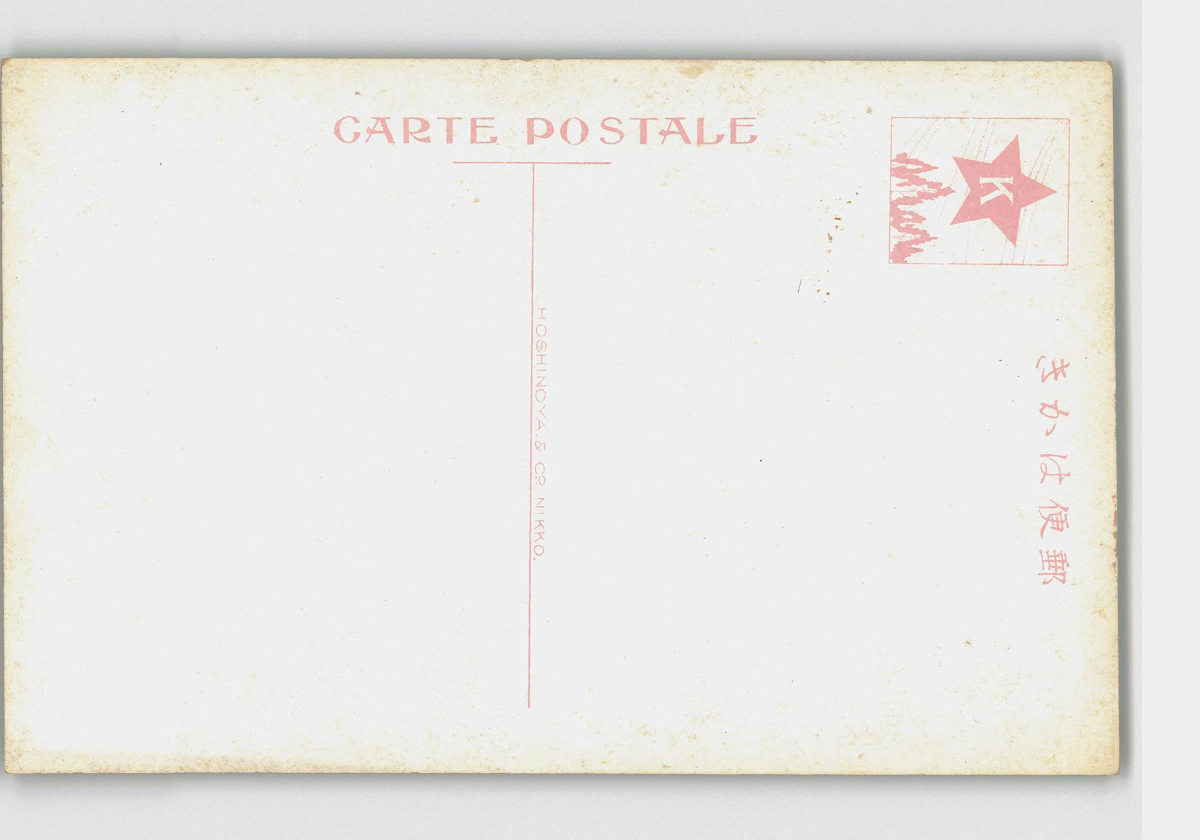 CARTE POSTALE
K
HOSHINOYA. & Cº. NIKKO.
きかは便郵